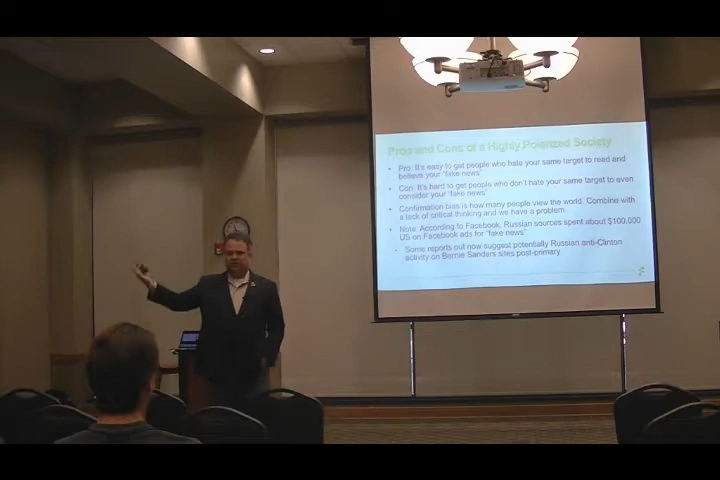 Pros and Cons of a Highly Polarized Society
• Pro: It's easy to get people who hate your same target to read and
believe your "fake news"
• Con: It's hard to get people who don't hate your same target to even
consider your "fake news"
• Confirmation bias is how many people view the world. Combine with
a lack of critical thinking and we have a problem.
• Note: According to Facebook, Russian sources spent about $100,000
US on Facebook ads for "fake news"
• Some reports out now suggest potentially Russian anti-Clinton
activity on Bernie Sanders sites post-primary